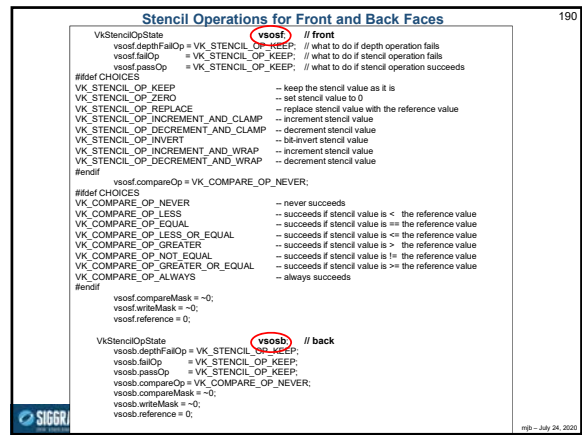 Stencil Operations for Front and Back Faces
190
VkStencilOpState vsosf; // front
vsosf.depthFailOp = VK_STENCIL_OP_KEEP; // what to do if depth operation fails
vsosf.failOp = VK_STENCIL_OP_KEEP; // what to do if stencil operation fails
vsosf.passOp = VK_STENCIL_OP_KEEP; // what to do if stencil operation succeeds
#ifdef CHOICES
VK_STENCIL_OP_KEEP -- keep the stencil value as it is
VK_STENCIL_OP_ZERO -- set stencil value to 0
VK_STENCIL_OP_REPLACE -- replace stencil value with the reference value
VK_STENCIL_OP_INCREMENT_AND_CLAMP -- increment stencil value
VK_STENCIL_OP_DECREMENT_AND_CLAMP -- decrement stencil value
VK_STENCIL_OP_INVERT -- bit-invert stencil value
VK_STENCIL_OP_INCREMENT_AND_WRAP -- increment stencil value
VK_STENCIL_OP_DECREMENT_AND_WRAP -- decrement stencil value
#endif
vsosf.compareOp = VK_COMPARE_OP_NEVER;
#ifdef CHOICES
VK_COMPARE_OP_NEVER -- never succeeds
VK_COMPARE_OP_LESS -- succeeds if stencil value is < the reference value
VK_COMPARE_OP_EQUAL -- succeeds if stencil value is == the reference value
VK_COMPARE_OP_LESS_OR_EQUAL -- succeeds if stencil value is <= the reference value
VK_COMPARE_OP_GREATER -- succeeds if stencil value is > the reference value
VK_COMPARE_OP_NOT_EQUAL -- succeeds if stencil value is != the reference value
VK_COMPARE_OP_GREATER_OR_EQUAL -- succeeds if stencil value is >= the reference value
VK_COMPARE_OP_ALWAYS -- always succeeds
#endif
vsosf.compareMask = ~0;
vsosf.writeMask = ~0;
vsosf.reference = 0;
VkStencilOpState vsosb; // back
vsosb.depthFailOp = VK_STENCIL_OP_KEEP;
vsosb.failOp = VK_STENCIL_OP_KEEP;
vsosb.passOp = VK_STENCIL_OP_KEEP;
vsosb.compareOp = VK_COMPARE_OP_NEVER;
vsosb.compareMask = ~0;
vsosb.writeMask = ~0;
vsosb.reference = 0;
SIGGRA
mjb – July 24, 2020